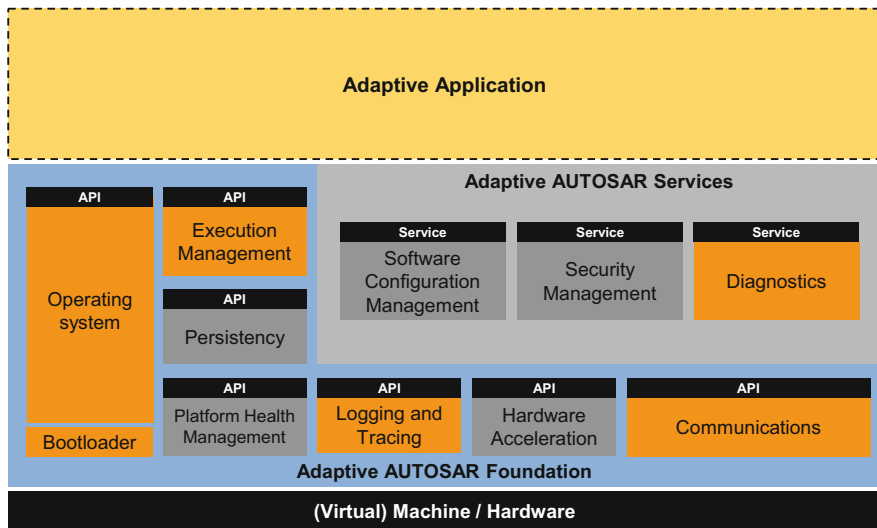 Adaptive Application
Adaptive AUTOSAR Services
API
API
Execution
Management
Service
Service
Service
Software
Configuration
Management
Security
Management
Diagnostics
Operating
system
API
Persistency
API
API
API
API
Platform Health
Management
Logging and
Tracing
Hardware
Acceleration
Communications
Bootloader
Adaptive AUTOSAR Foundation
(Virtual) Machine / Hardware